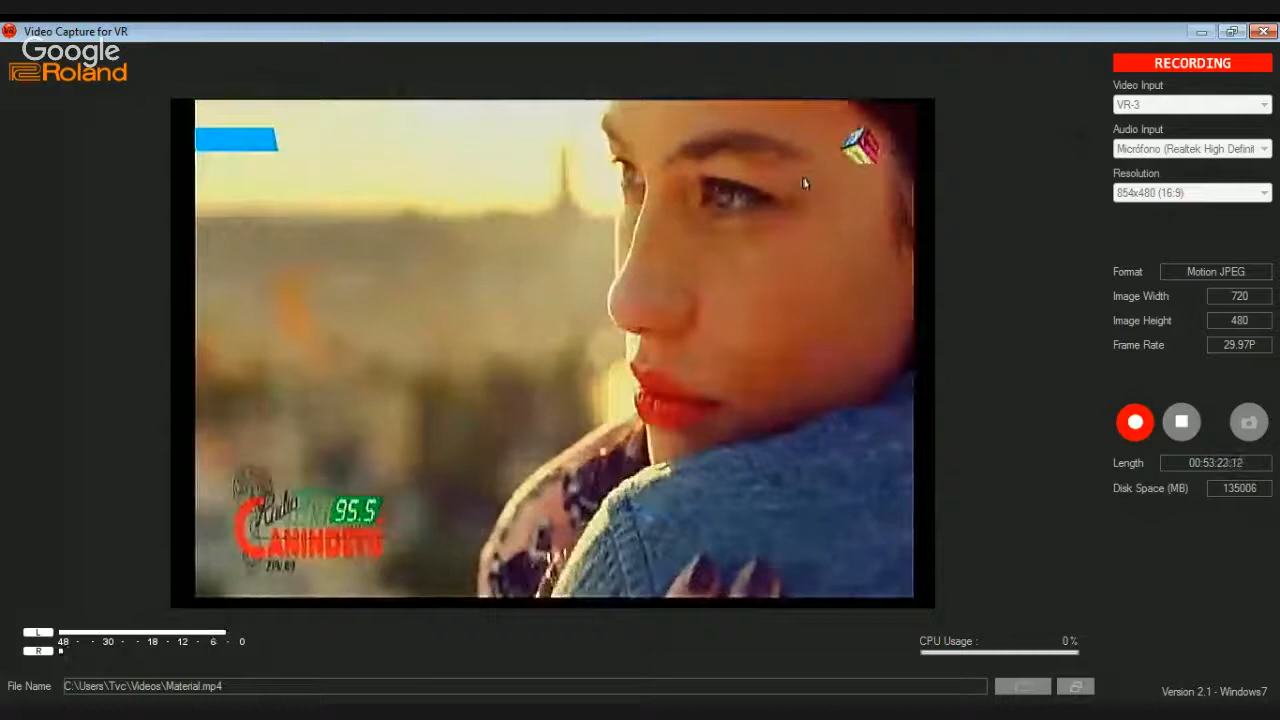 Video Capture for VR
Google
Roland
RECORDING
Video Input
VR-3
Audio Input
Micrófono (Realtek High Definit
Resolution
854x480 (16:9)
Format Motion JPEG
Image Width 720
Image Height 480
Frame Rate 29.97P
Radio 95.5
CANINDEYU
Length 00:53:22:12
Disk Space (MB) 135006
L
48 - - 30 - - 18 - 12 - 6 - 0
R
CPU Usage : 0 %
File Name C:\Users\Tvc\Videos\Material.mp4
Version 2.1 - Windows7